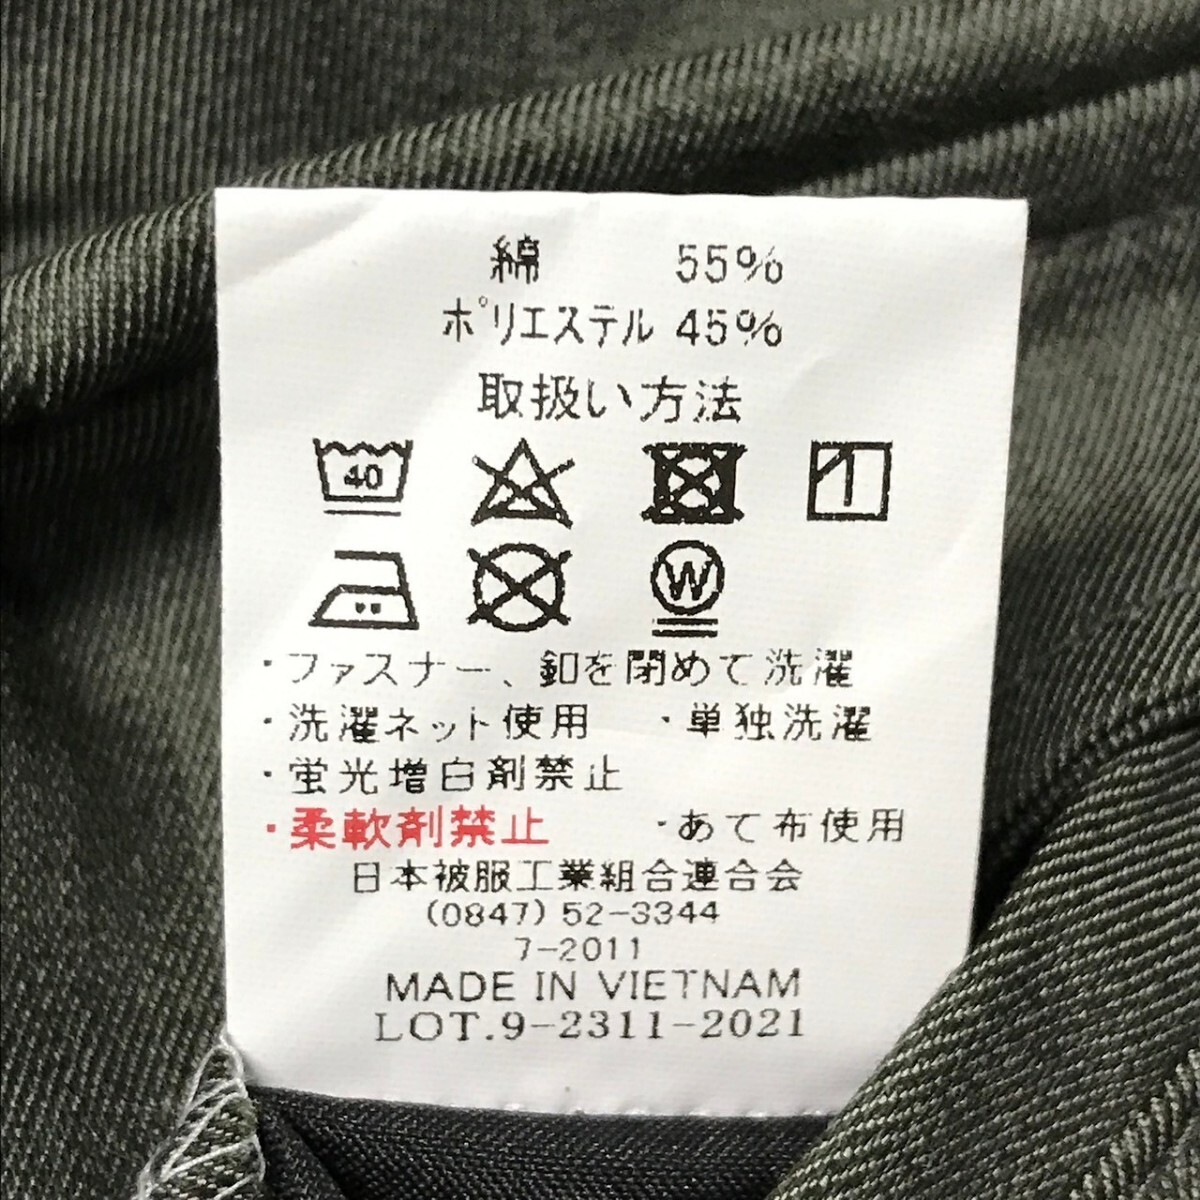 綿 55%
ポリエステル 45%
取扱い方法
40
W
・ファスナー、釦を閉めて洗濯
・洗濯ネット使用 ・単独洗濯
・蛍光増白剤禁止
・柔軟剤禁止 ・あて布使用
日本被服工業組合連合会
(0847) 52-3344
7-2011
MADE IN VIETNAM
LOT.9-2311-2021